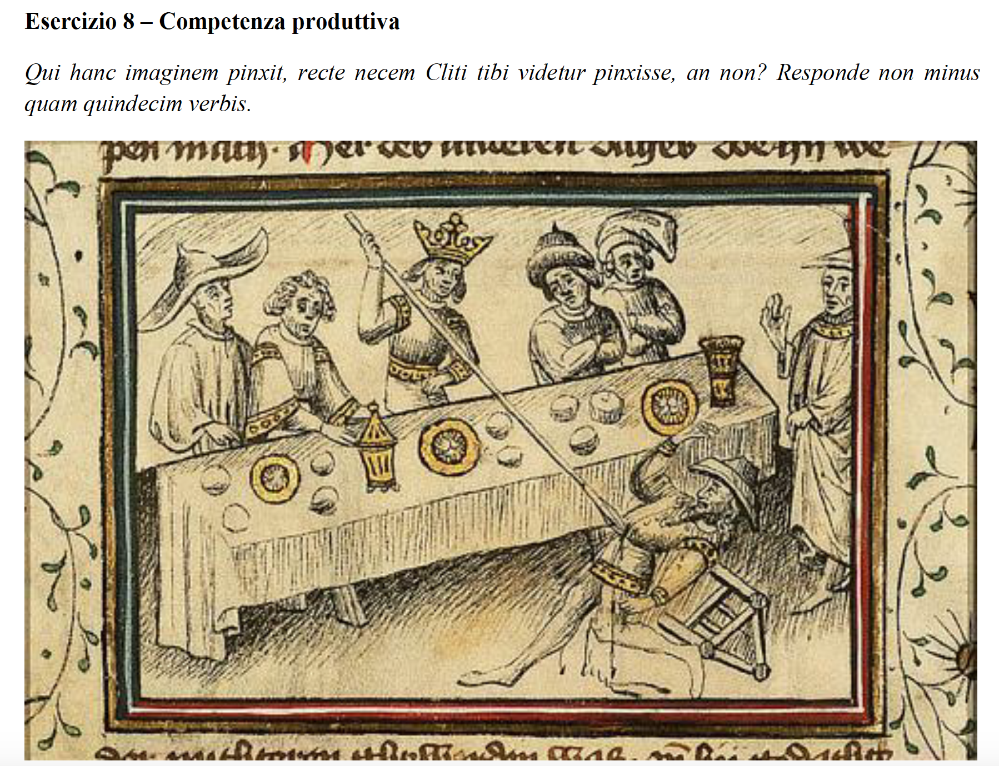 Esercizio 8 – Competenza produttiva
Qui hanc imaginem pinxit, recte necem Cliti tibi videtur pinxisse, an non? Responde non minus
quam quindecim verbis.